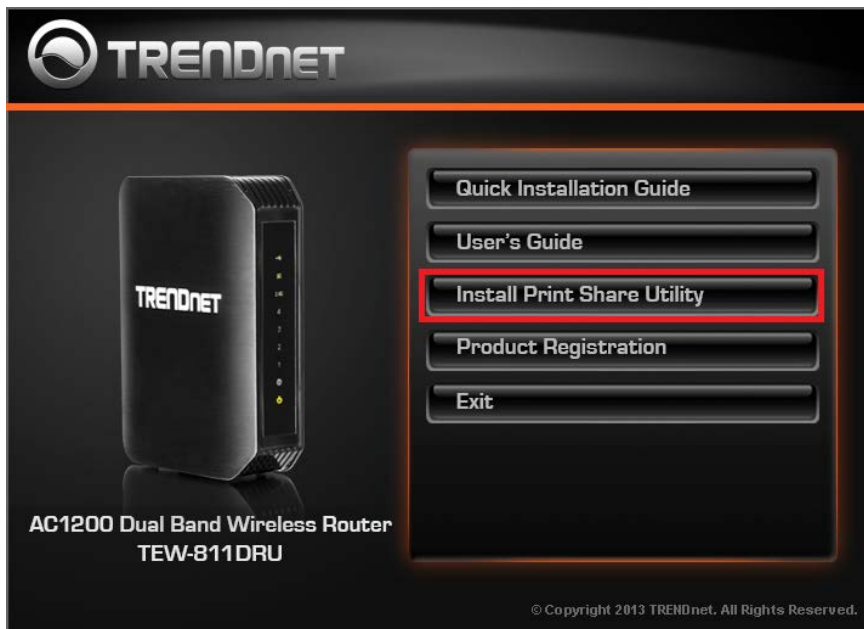 TRENDNET
Quick Installation Guide
User's Guide
Install Print Share Utility
Product Registration
Exit
TRENDNET
AC1200 Dual Band Wireless Router
TEW-811DRU
© Copyright 2013 TRENDnet. All Rights Reserved.